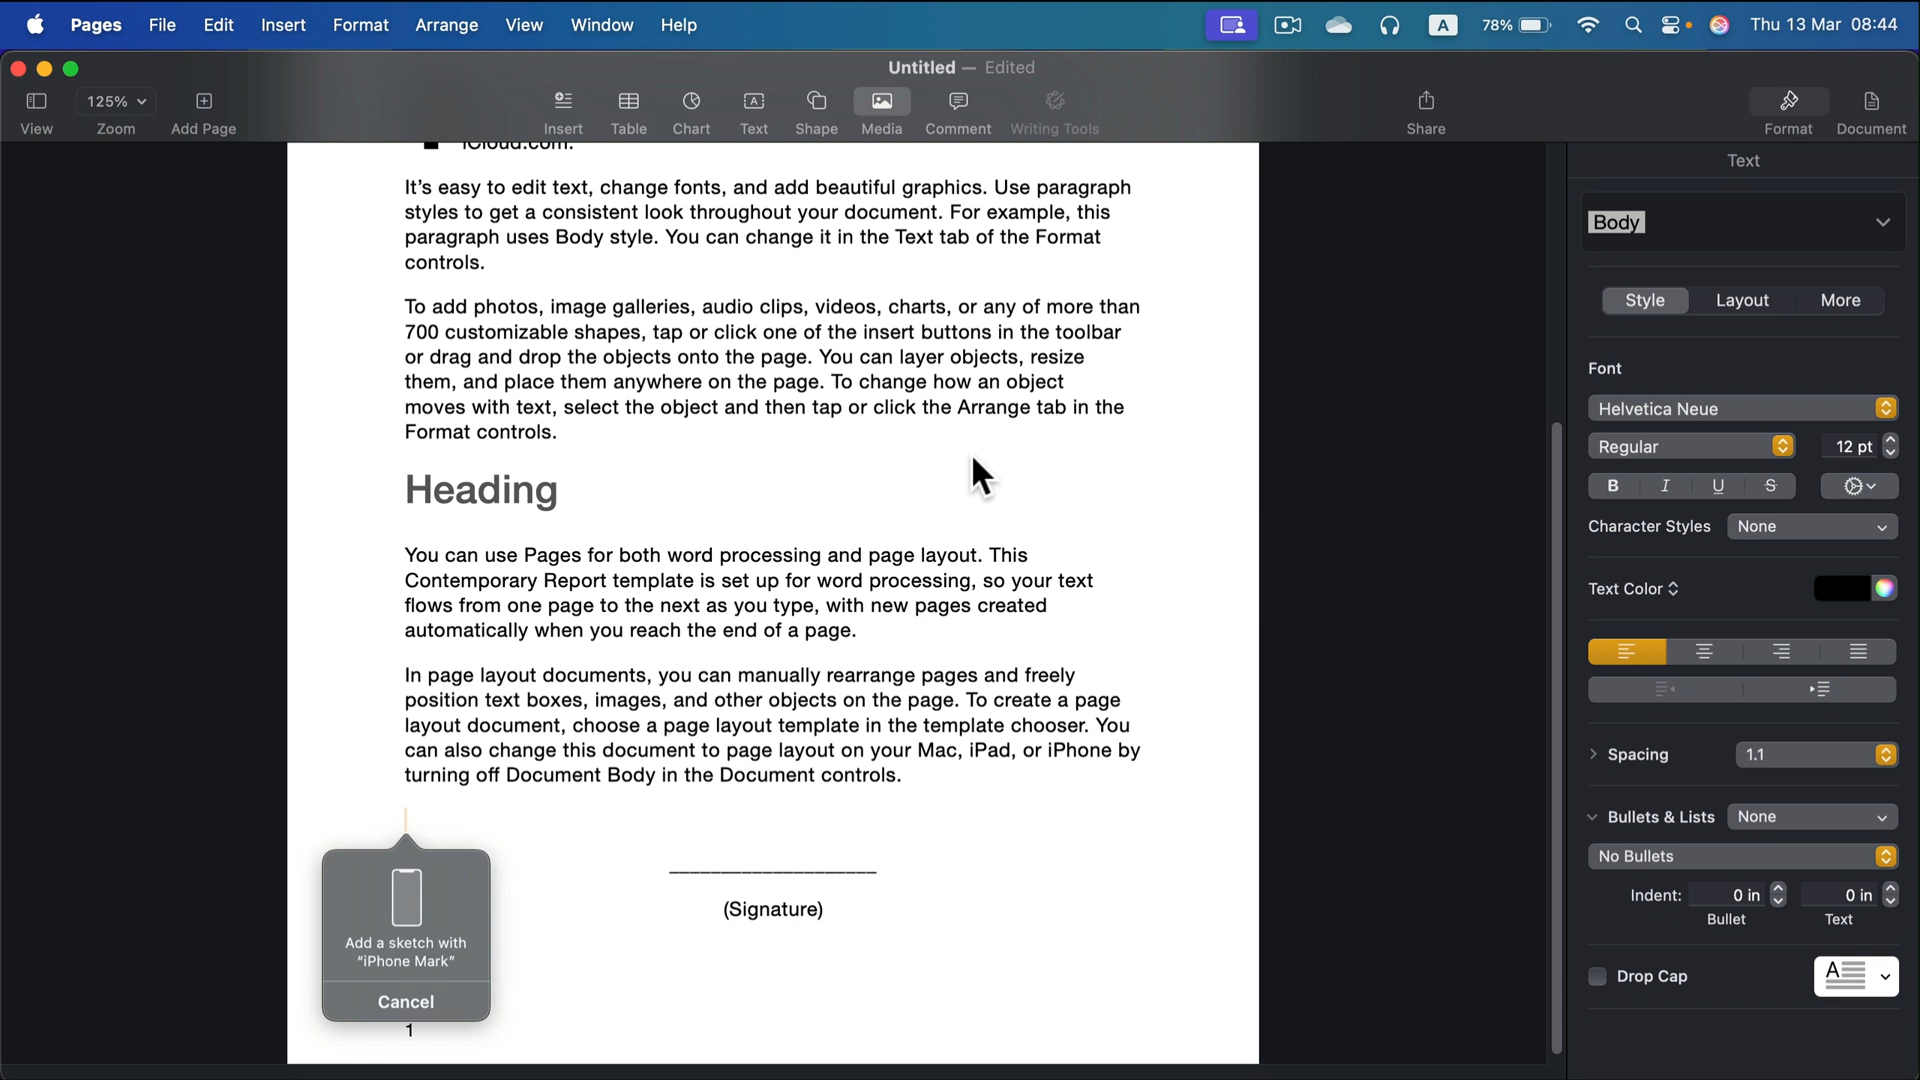 Pages File Edit Insert Format Arrange View Window Help
A 78% Thu 13 Mar 08:44
Untitled — Edited
125%
View Zoom Add Page Insert Table Chart Text Shape Media Comment Writing Tools Share Format Document
iCloud.com.
It’s easy to edit text, change fonts, and add beautiful graphics. Use paragraph
styles to get a consistent look throughout your document. For example, this
paragraph uses Body style. You can change it in the Text tab of the Format
controls.
To add photos, image galleries, audio clips, videos, charts, or any of more than
700 customizable shapes, tap or click one of the insert buttons in the toolbar
or drag and drop the objects onto the page. You can layer objects, resize
them, and place them anywhere on the page. To change how an object
moves with text, select the object and then tap or click the Arrange tab in the
Format controls.
Heading
You can use Pages for both word processing and page layout. This
Contemporary Report template is set up for word processing, so your text
flows from one page to the next as you type, with new pages created
automatically when you reach the end of a page.
In page layout documents, you can manually rearrange pages and freely
position text boxes, images, and other objects on the page. To create a page
layout document, choose a page layout template in the template chooser. You
can also change this document to page layout on your Mac, iPad, or iPhone by
turning off Document Body in the Document controls.
(Signature)
Add a sketch with
“iPhone Mark”
Cancel
1
Text
Body
Style Layout More
Font
Helvetica Neue
Regular 12 pt
B I U S
Character Styles None
Text Color
Spacing 1.1
Bullets & Lists None
No Bullets
Indent: 0 in 0 in
Bullet Text
Drop Cap A